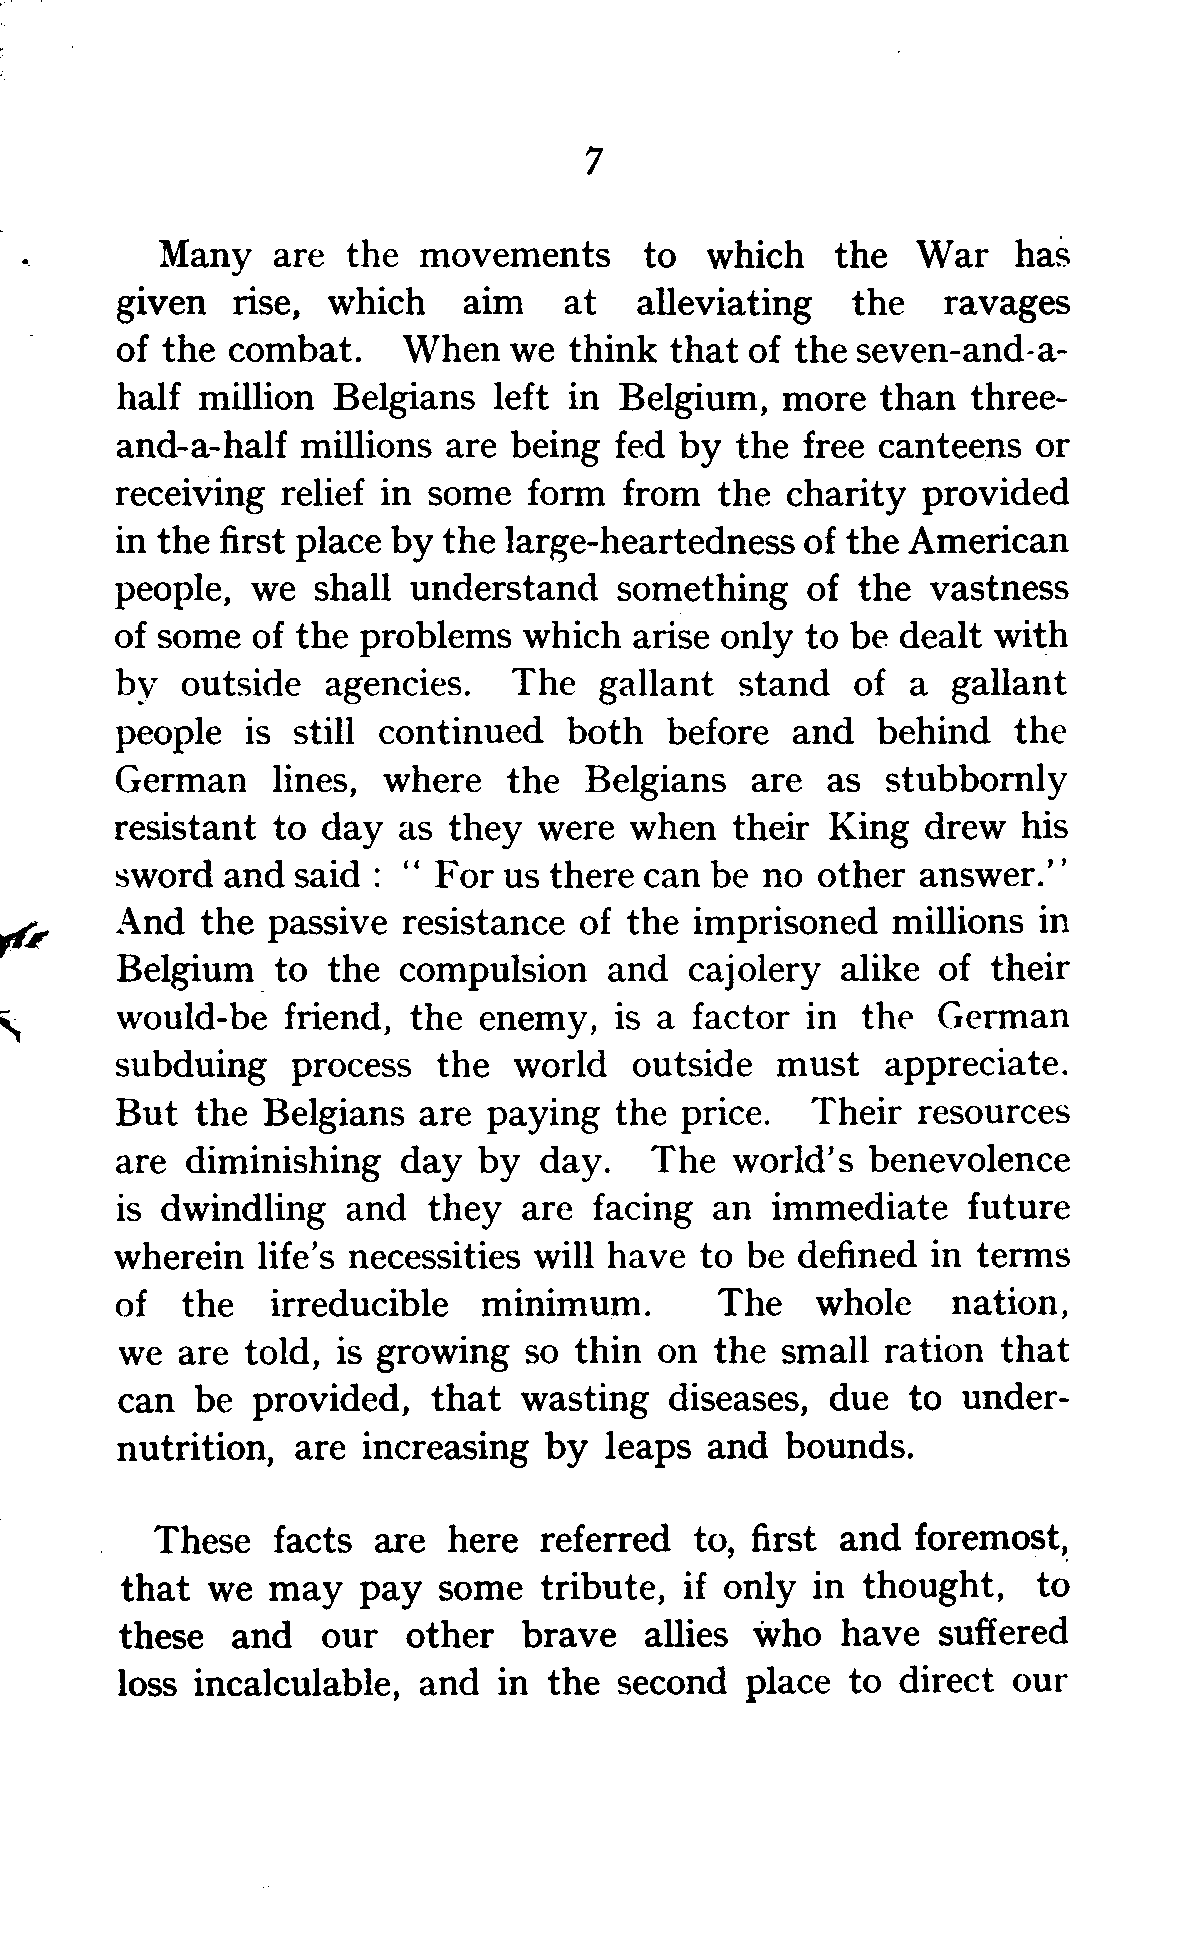 7
Many are the movements to which the War has
given rise, which aim at alleviating the ravages
of the combat. When we think that of the seven-and-a-
half million Belgians left in Belgium, more than three-
and-a-half millions are being fed by the free canteens or
receiving relief in some form from the charity provided
in the first place by the large-heartedness of the American
people, we shall understand something of the vastness
of some of the problems which arise only to be dealt with
by outside agencies. The gallant stand of a gallant
people is still continued both before and behind the
German lines, where the Belgians are as stubbornly
resistant to day as they were when their King drew his
sword and said : " For us there can be no other answer."
And the passive resistance of the imprisoned millions in
Belgium to the compulsion and cajolery alike of their
would-be friend, the enemy, is a factor in the German
subduing process the world outside must appreciate.
But the Belgians are paying the price. Their resources
are diminishing day by day. The world's benevolence
is dwindling and they are facing an immediate future
wherein life's necessities will have to be defined in terms
of the irreducible minimum. The whole nation,
we are told, is growing so thin on the small ration that
can be provided, that wasting diseases, due to under-
nutrition, are increasing by leaps and bounds.
These facts are here referred to, first and foremost,
that we may pay some tribute, if only in thought, to
these and our other brave allies who have suffered
loss incalculable, and in the second place to direct our